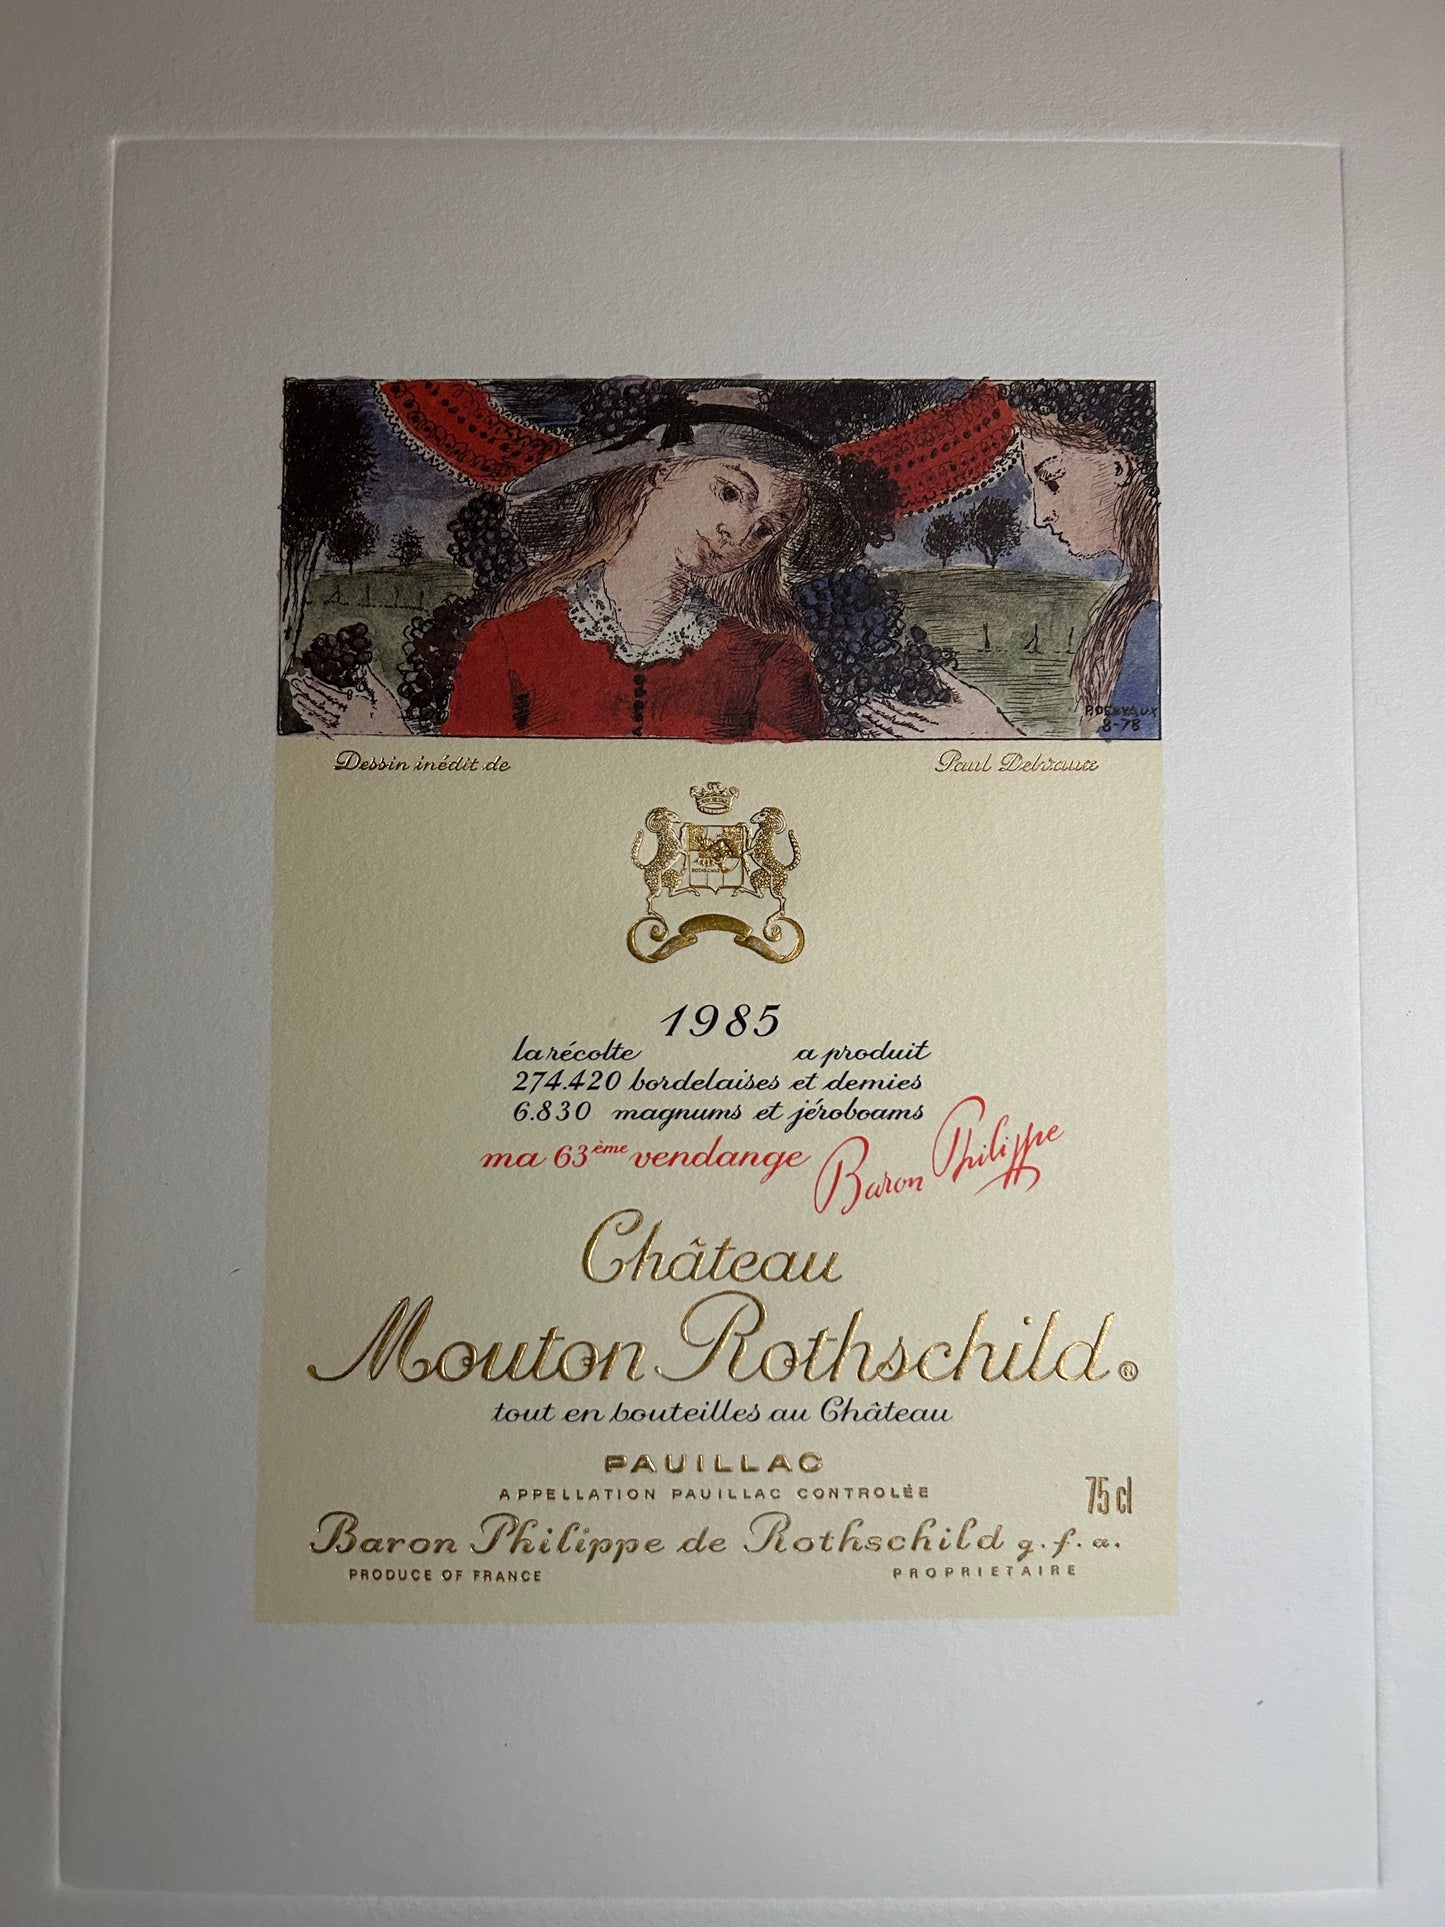 P. DELVAUX
8-78
Dessin inédit de Paul Delvaux
1985
la récolte a produit
274.420 bordelaises et demies
6.830 magnums et jéroboams
ma 63ème vendange Baron Philippe
Château
Mouton Rothschild®
tout en bouteilles au Château
PAUILLAC
APPELLATION PAUILLAC CONTROLÉE
75 cl
Baron Philippe de Rothschild g.f.a.
PRODUCE OF FRANCE PROPRIETAIRE